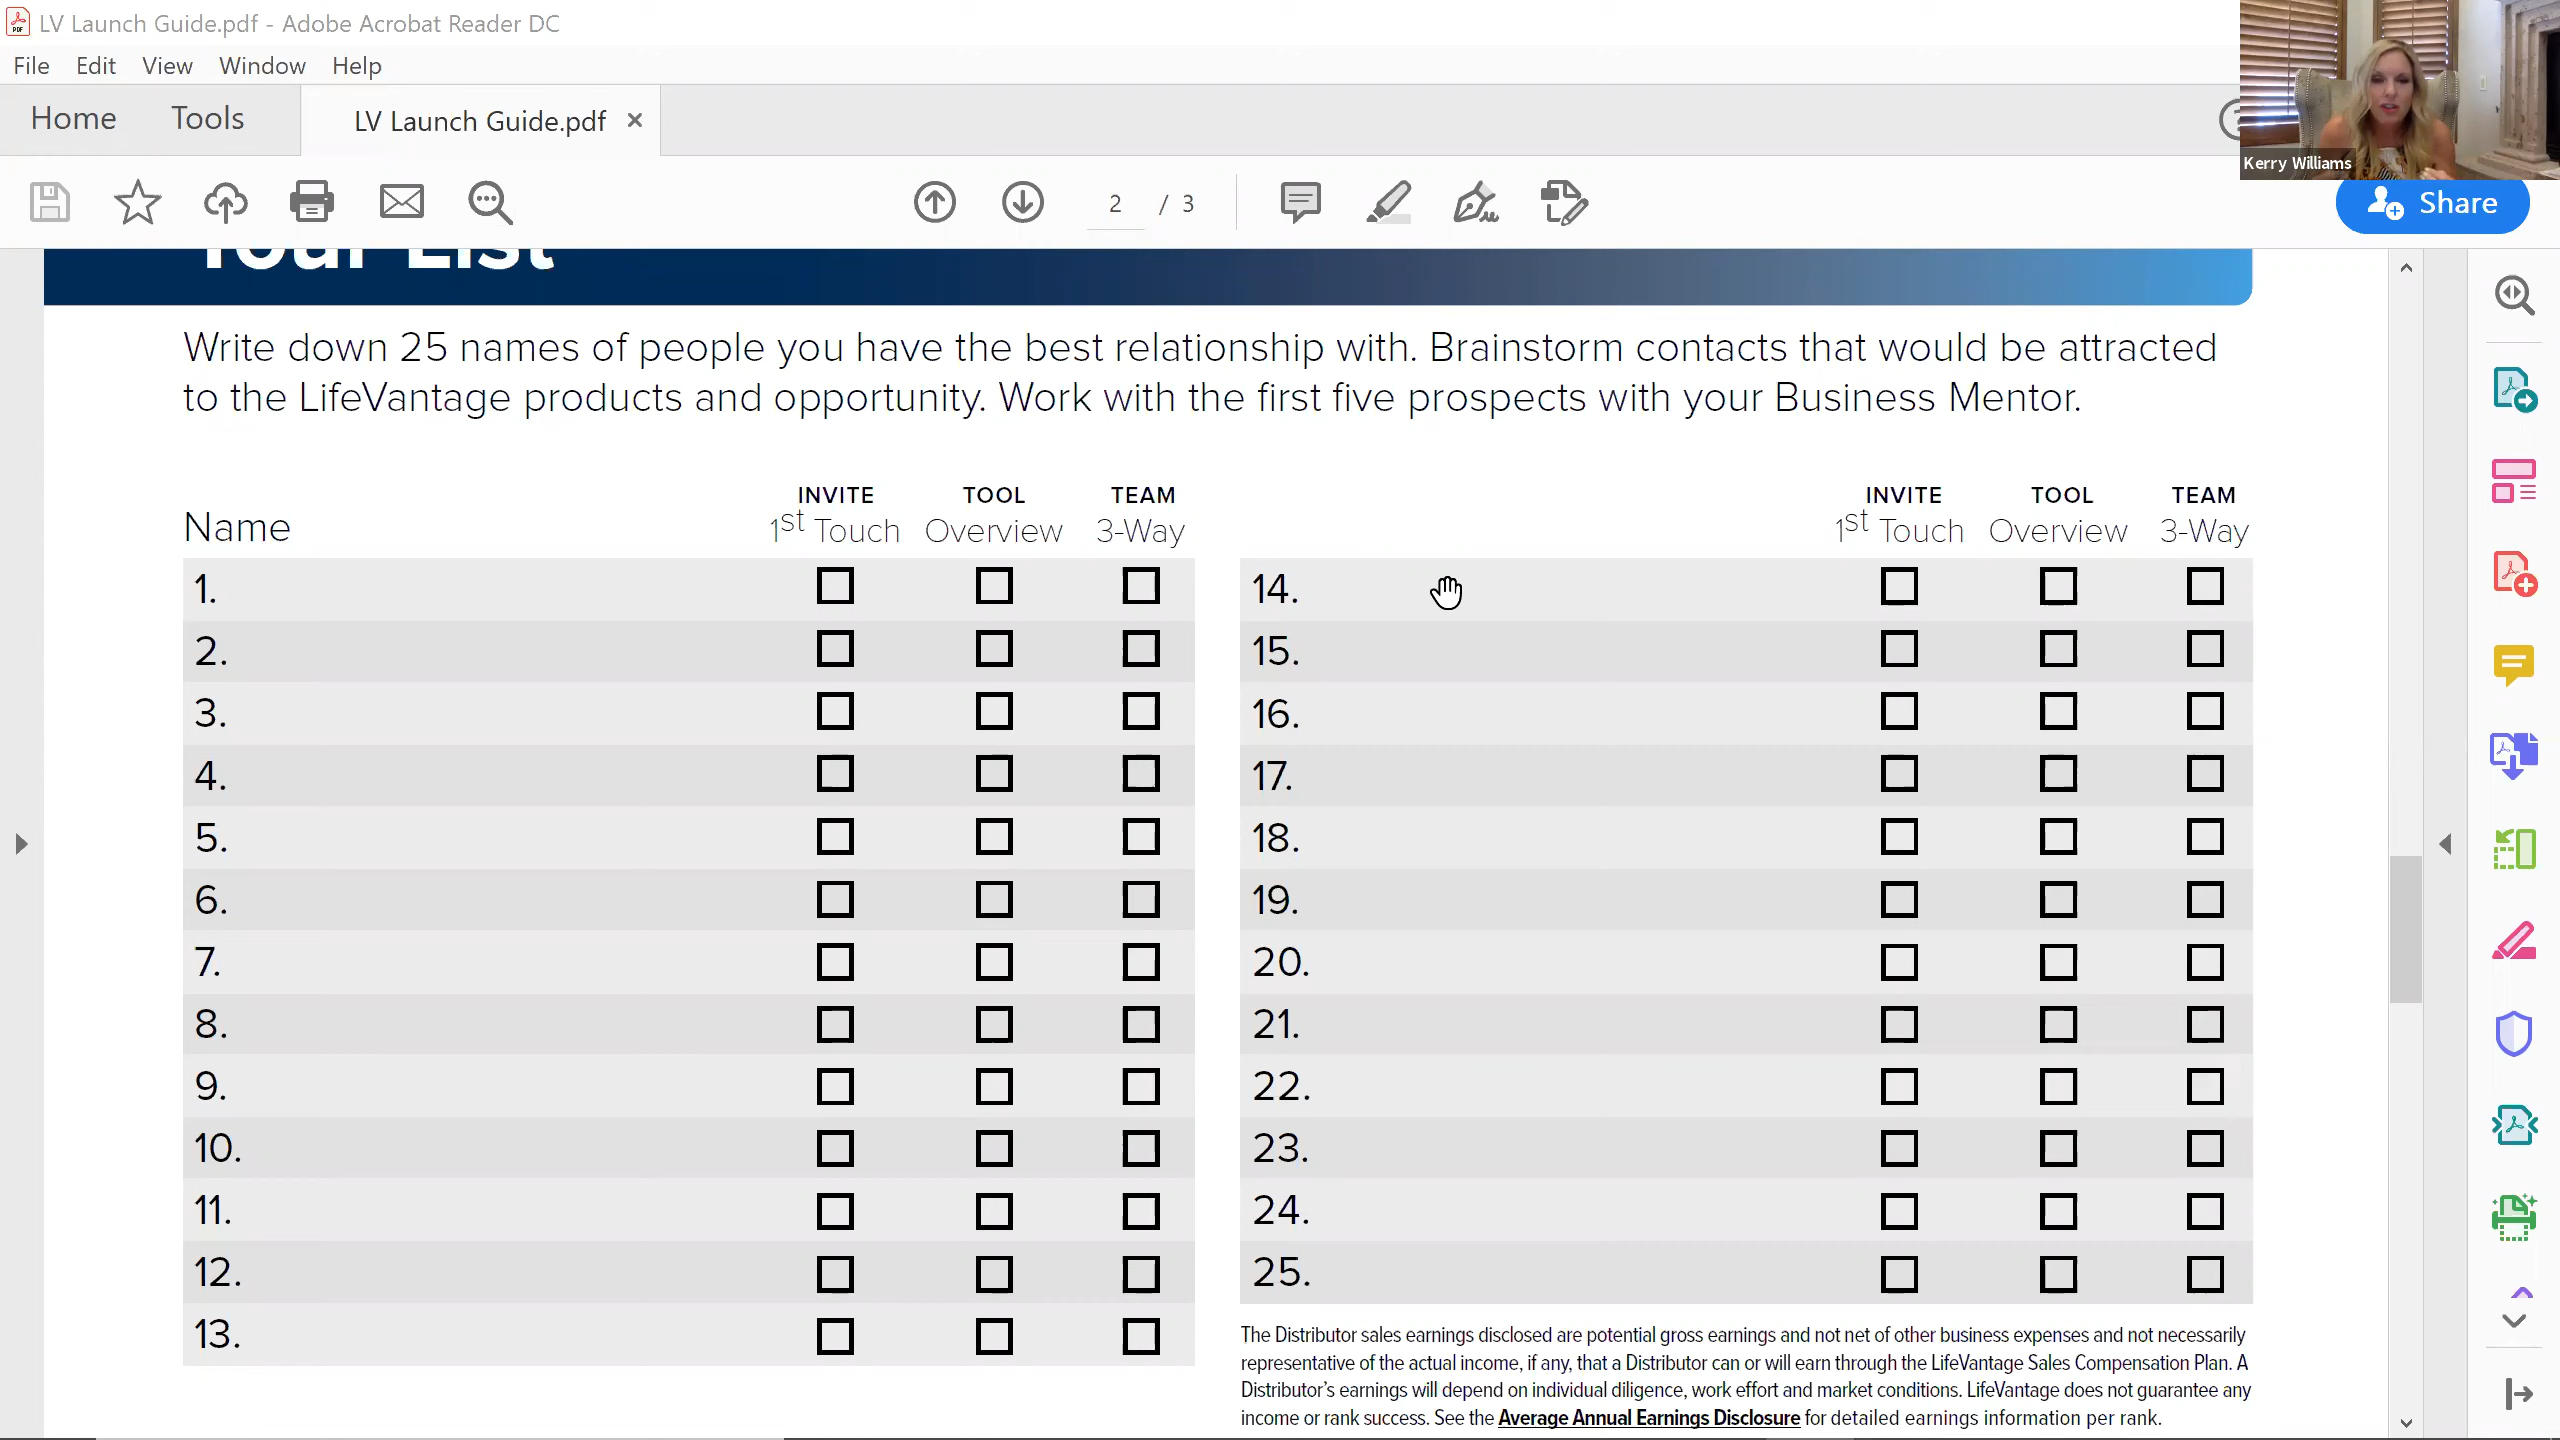 LV Launch Guide.pdf - Adobe Acrobat Reader DC
File Edit View Window Help
Home Tools LV Launch Guide.pdf ×
Kerry Williams
2 / 3
Share
Your List
Write down 25 names of people you have the best relationship with. Brainstorm contacts that would be attracted
to the LifeVantage products and opportunity. Work with the first five prospects with your Business Mentor.
INVITE TOOL TEAM
Name 1st Touch Overview 3-Way
1.
2.
3.
4.
5.
6.
7.
8.
9.
10.
11.
12.
13.
INVITE TOOL TEAM
1st Touch Overview 3-Way
14.
15.
16.
17.
18.
19.
20.
21.
22.
23.
24.
25.
The Distributor sales earnings disclosed are potential gross earnings and not net of other business expenses and not necessarily
representative of the actual income, if any, that a Distributor can or will earn through the LifeVantage Sales Compensation Plan. A
Distributor's earnings will depend on individual diligence, work effort and market conditions. LifeVantage does not guarantee any
income or rank success. See the Average Annual Earnings Disclosure for detailed earnings information per rank.